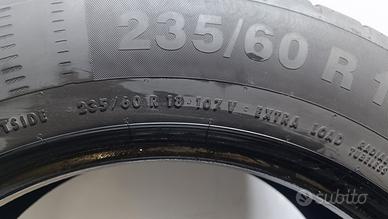 235/60 R 1
TSIDE 235/60 R 18 · 107 V · EXTRA LOAD
subito